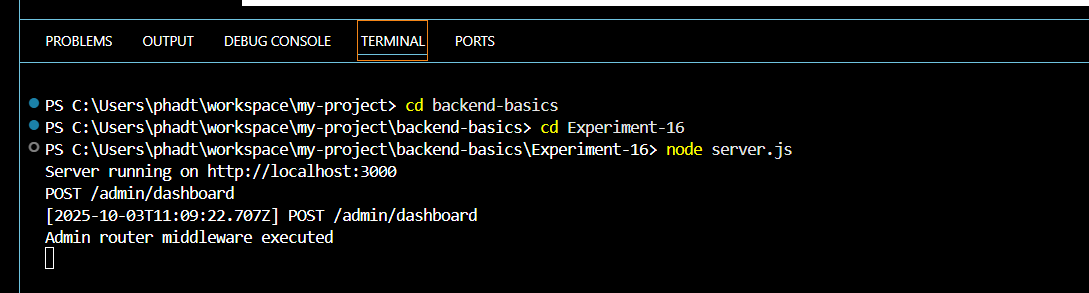 PROBLEMS OUTPUT DEBUG CONSOLE TERMINAL PORTS
PS C:\Users\phadt\workspace\my-project> cd backend-basics
PS C:\Users\phadt\workspace\my-project\backend-basics> cd Experiment-16
PS C:\Users\phadt\workspace\my-project\backend-basics\Experiment-16> node server.js
Server running on http://localhost:3000
POST /admin/dashboard
[2025-10-03T11:09:22.707Z] POST /admin/dashboard
Admin router middleware executed